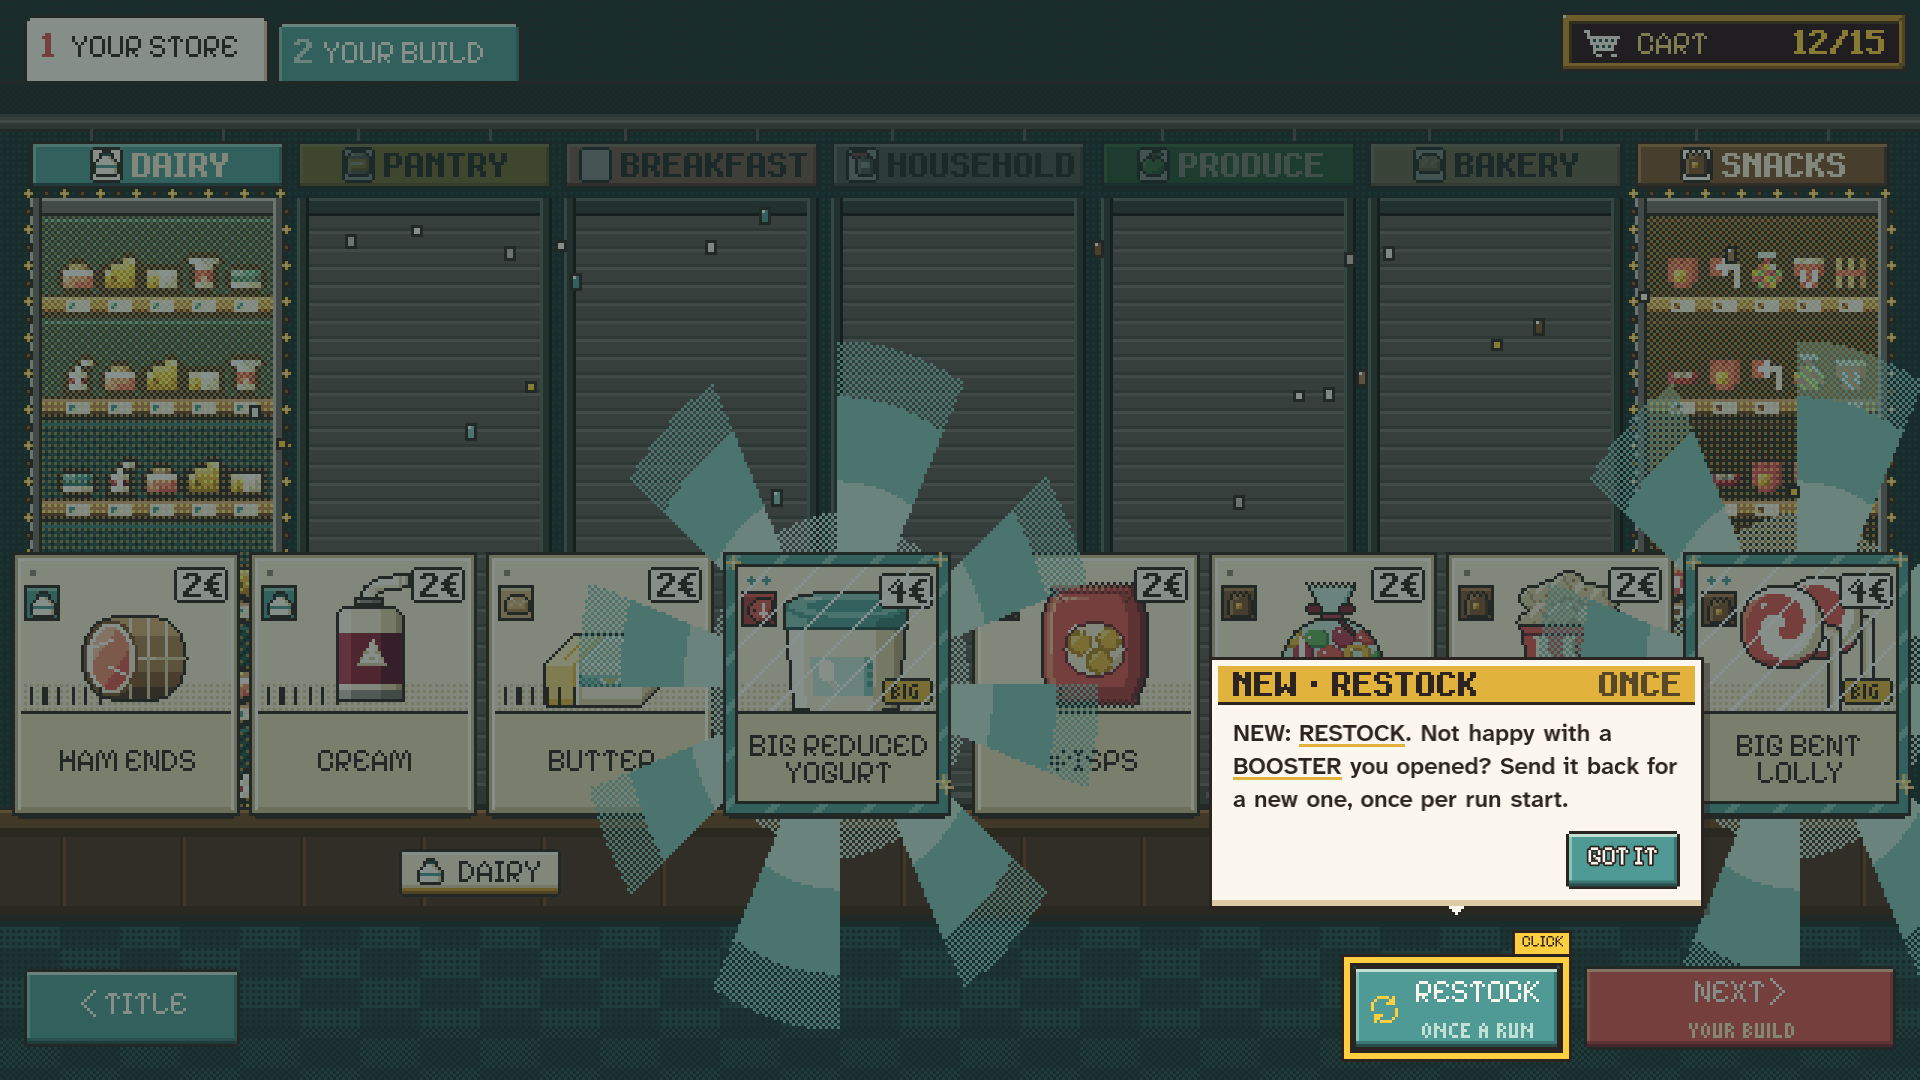 1 YOUR STORE
2 YOUR BUILD
CART 12/15
DAIRY
PANTRY
BREAKFAST
HOUSEHOLD
PRODUCE
BAKERY
SNACKS
2€
2€
2€
4€
2€
2€
2€
4€
BIG
BIG
HAM ENDS
CREAM
BUTTER
BIG REDUCED
YOGURT
BIG BENT
LOLLY
NEW · RESTOCK ONCE
NEW: RESTOCK. Not happy with a
BOOSTER you opened? Send it back for
a new one, once per run start.
GOT IT
DAIRY
CLICK
< TITLE
RESTOCK
ONCE A RUN
NEXT >
YOUR BUILD